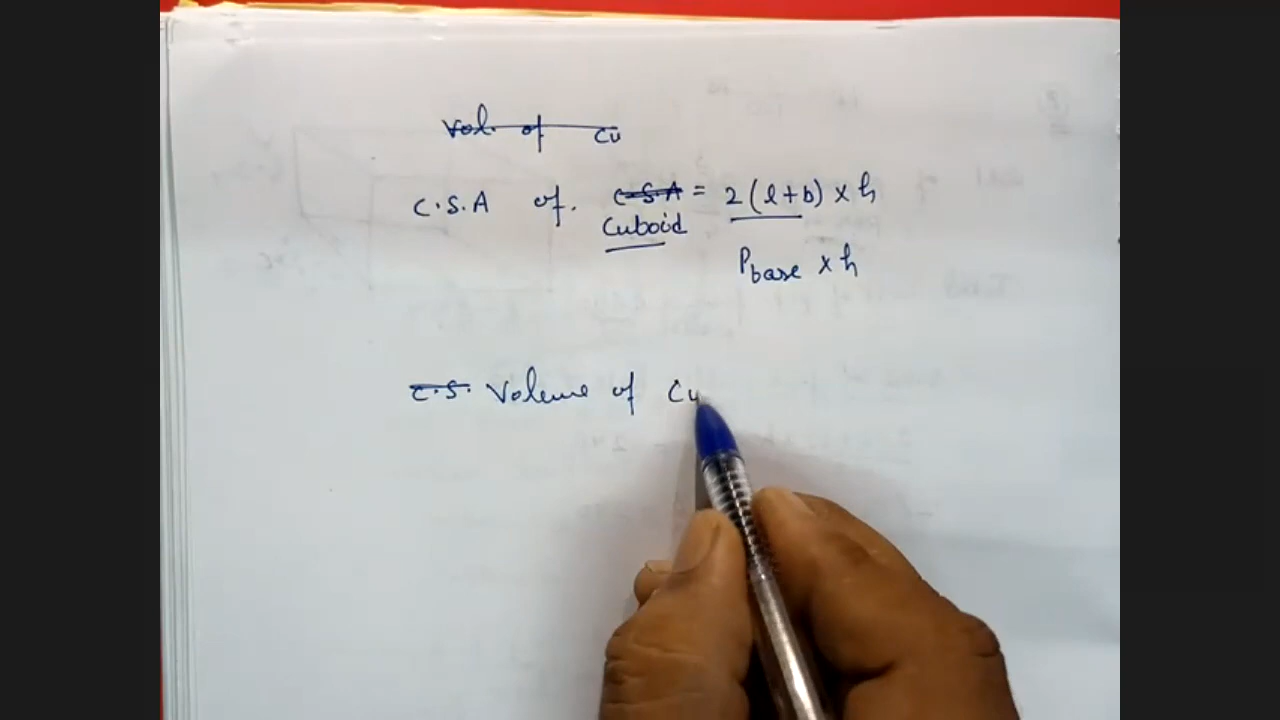 Vol. of Cu
C.S.A of. C.S.A = 2(l+b) × h
Cuboid
Pbase × h
C.S. Volume of Cu